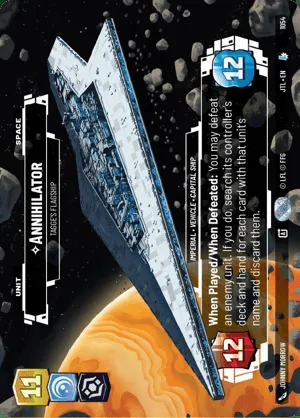 11
UNIT
SPACE
ANNIHILATOR
TAGGE'S FLAGSHIP
IMPERIAL • VEHICLE • CAPITAL SHIP
12
12
When Played/When Defeated: You may defeat
an enemy unit. If you do, search its controller's
deck and hand for each card with that unit's
name and discard them.
JOHNNY MORROW
© LFL © FFG
JTL • EN
1054